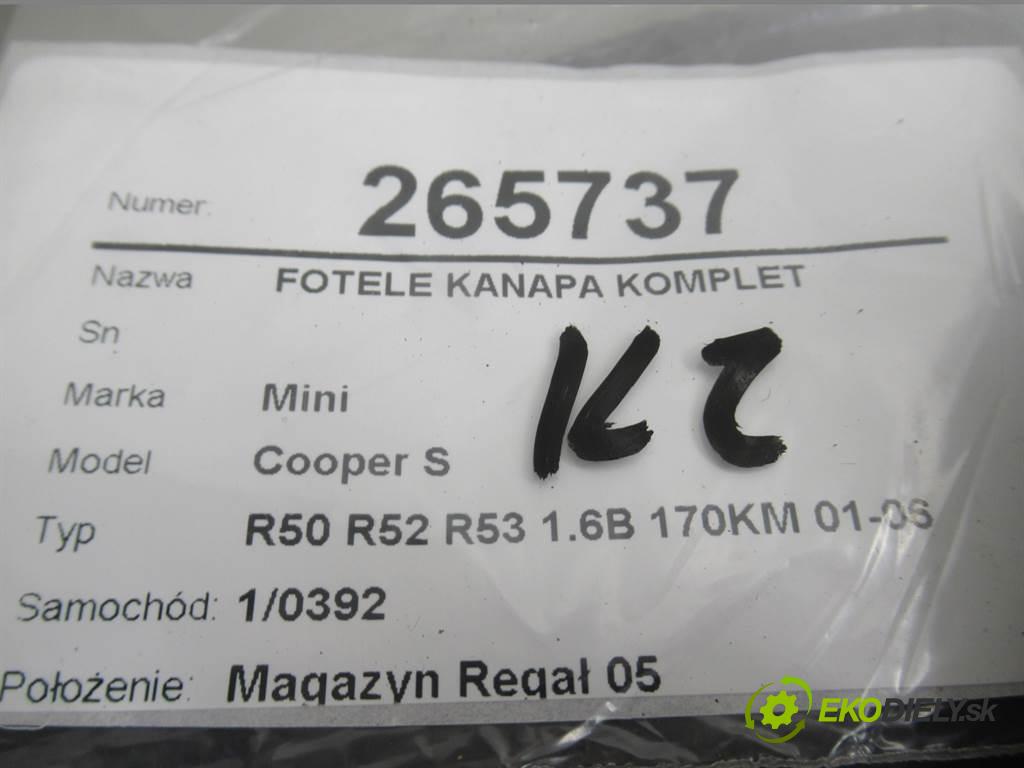 Numer: 265737
Nazwa FOTELE KANAPA KOMPLET
Sn
Marka Mini
Model Cooper S
Typ R50 R52 R53 1.6B 170KM 01-06
Samochód: 1/0392
Położenie: Magazyn Regał 05
EKODIELY.sk